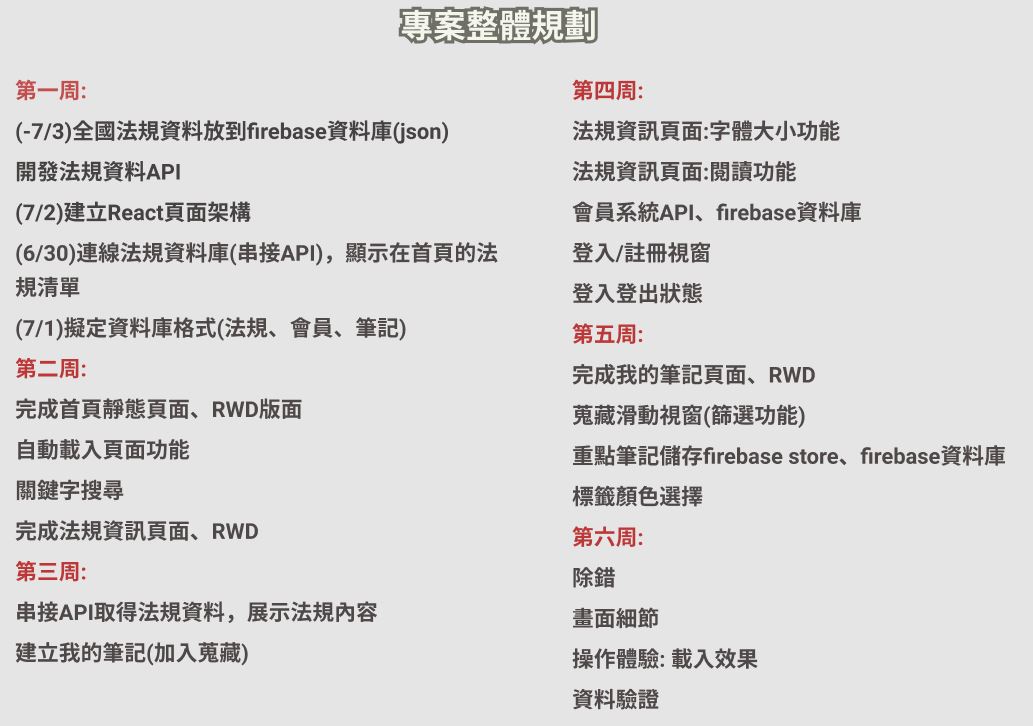 專案整體規劃
第一周:
(-7/3)全國法規資料放到firebase資料庫(json)
開發法規資料API
(7/2)建立React頁面架構
(6/30)連線法規資料庫(串接API)，顯示在首頁的法
規清單
(7/1)擬定資料庫格式(法規、會員、筆記)
第二周:
完成首頁靜態頁面、RWD版面
自動載入頁面功能
關鍵字搜尋
完成法規資訊頁面、RWD
第三周:
串接API取得法規資料，展示法規內容
建立我的筆記(加入蒐藏)
第四周:
法規資訊頁面:字體大小功能
法規資訊頁面:閱讀功能
會員系統API、firebase資料庫
登入/註冊視窗
登入登出狀態
第五周:
完成我的筆記頁面、RWD
蒐藏滑動視窗(篩選功能)
重點筆記儲存firebase store、firebase資料庫
標籤顏色選擇
第六周:
除錯
畫面細節
操作體驗: 載入效果
資料驗證